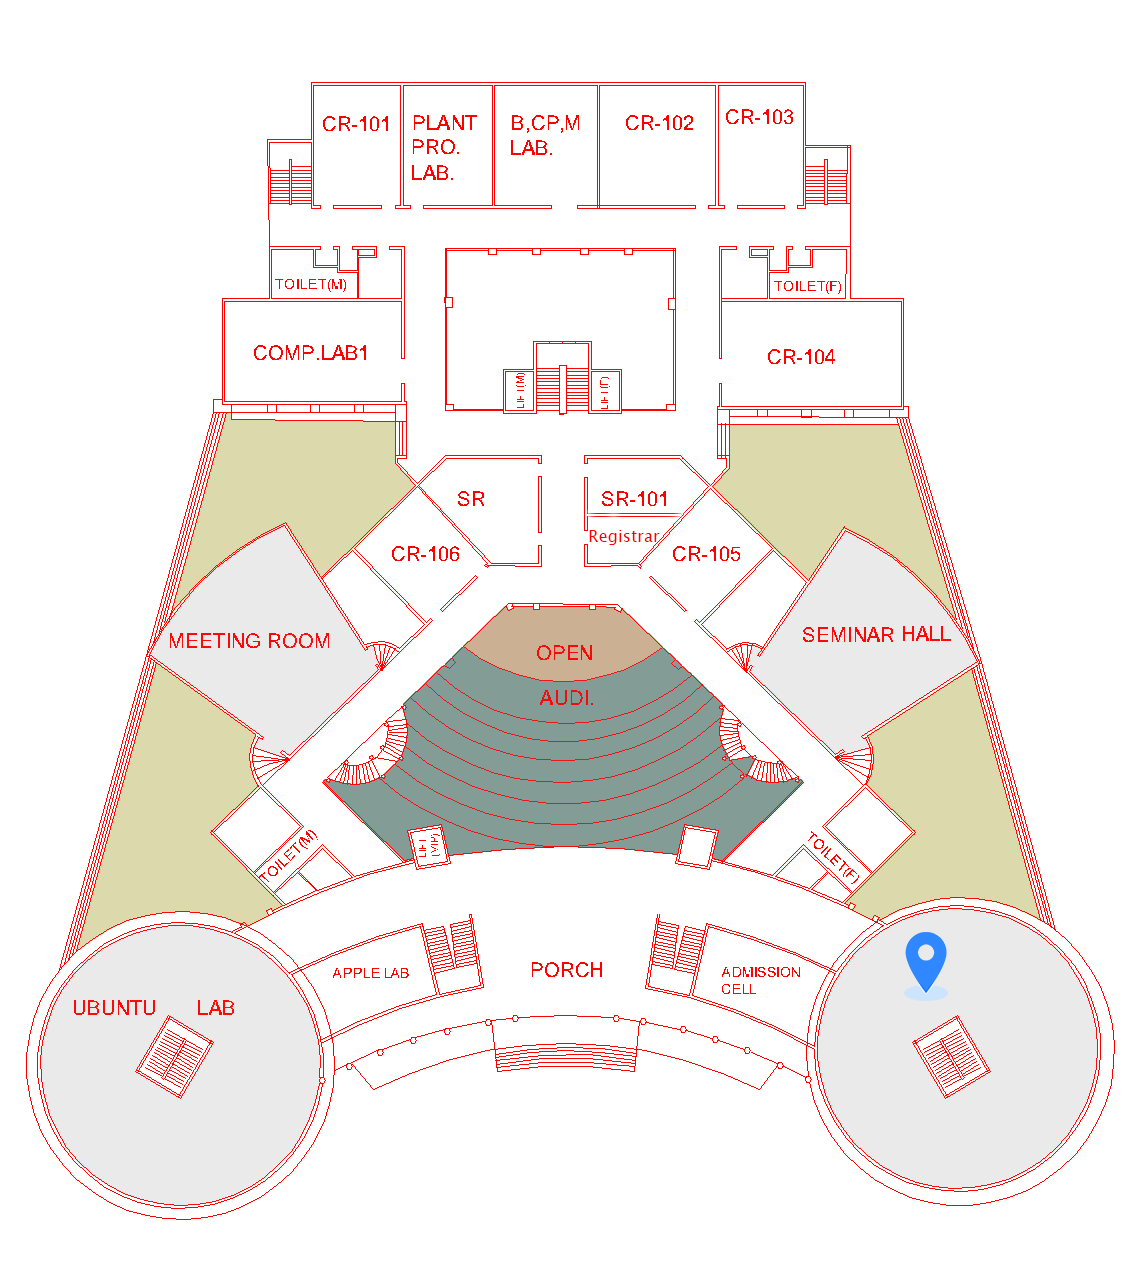 CR-101
PLANT
PRO.
LAB.
B,CP,M
LAB.
CR-102
CR-103
TOILET(M)
TOILET(F)
COMP.LAB1
CR-104
LIFT(M)
LIFT(F)
SR
SR-101
Registrar
CR-106
CR-105
MEETING ROOM
SEMINAR HALL
OPEN
AUDI.
LIFT
(VIP)
TOILET(M)
TOILET(F)
APPLE LAB
PORCH
ADMISSION
CELL
UBUNTU LAB